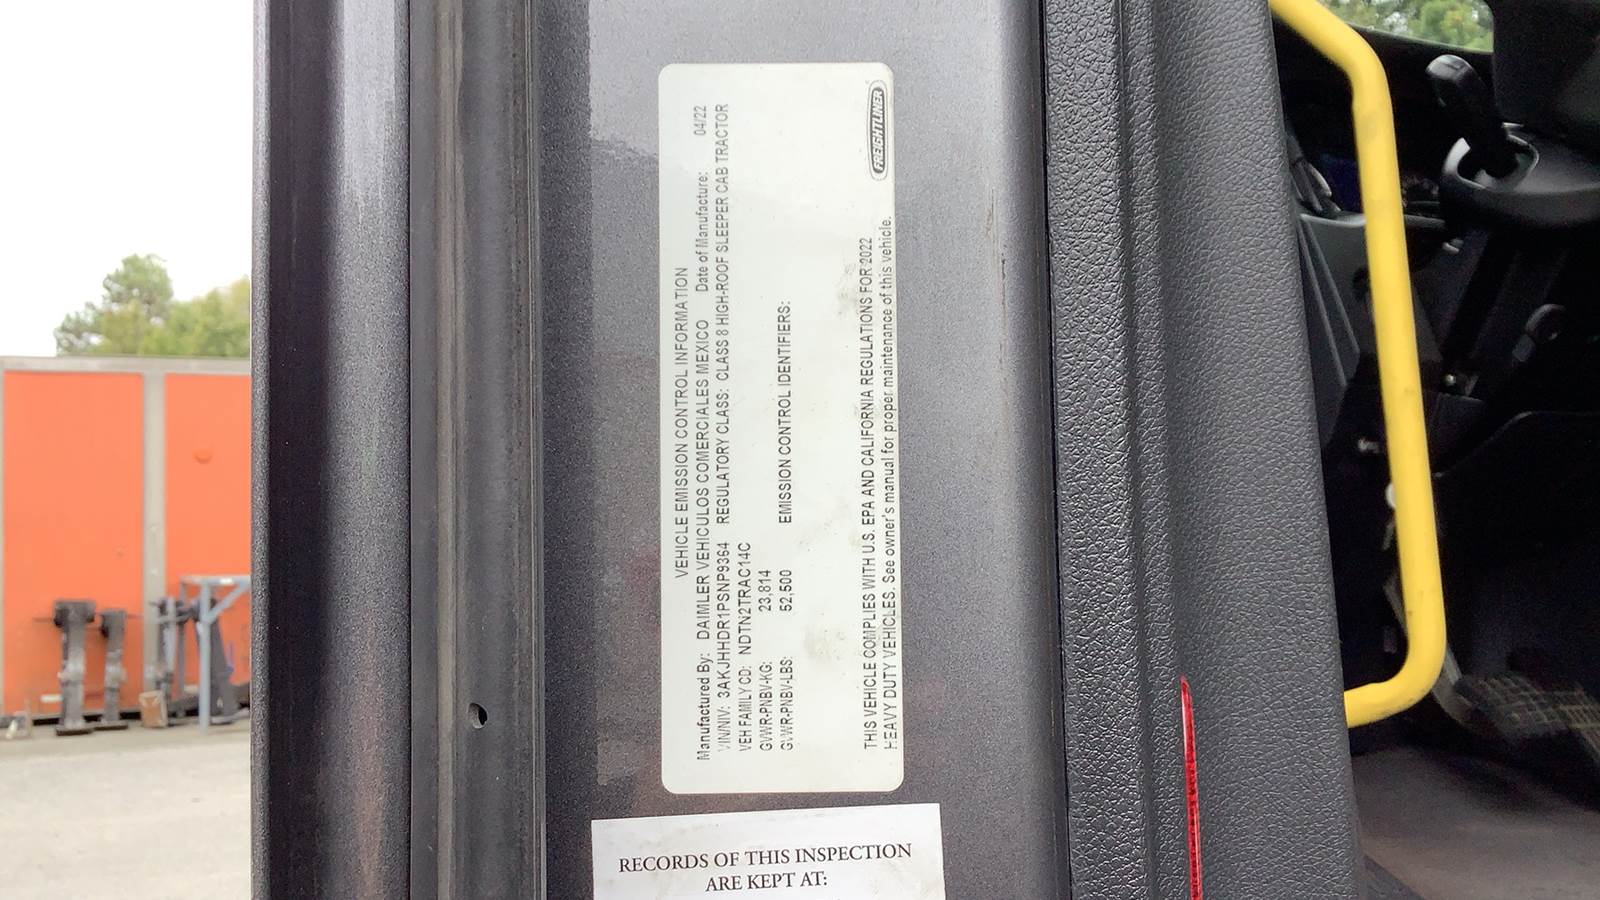 VEHICLE EMISSION CONTROL INFORMATION
Manufactured By: DAIMLER VEHICULOS COMERCIALES MEXICO Date of Manufacture: 04/22
VIN/NIV: 3AKJHHDR1PSNP9364 REGULATORY CLASS: CLASS 8 HIGH-ROOF SLEEPER CAB TRACTOR
VEH FAMILY CD: NDTN2TRAC14C
GVWR-PNBV-KG: 23,814
GVWR-PNBV-LBS: 52,500 EMISSION CONTROL IDENTIFIERS:
THIS VEHICLE COMPLIES WITH U.S. EPA AND CALIFORNIA REGULATIONS FOR 2022
HEAVY DUTY VEHICLES. See owner's manual for proper maintenance of this vehicle.
FREIGHTLINER
RECORDS OF THIS INSPECTION
ARE KEPT AT: